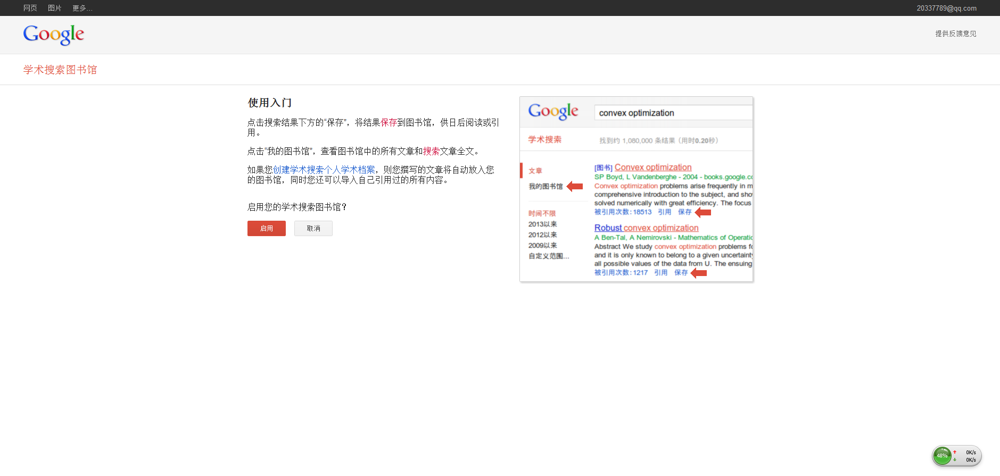 网页 图片 更多...
20337789@qq.com
Google
提供反馈意见
学术搜索图书馆
使用入门
点击搜索结果下方的“保存”，将结果保存到图书馆，供日后阅读或引
用。
点击“我的图书馆”，查看图书馆中的所有文章和搜索文章全文。
如果您创建学术搜索个人学术档案，则您撰写的文章将自动放入您
的图书馆，同时您还可以导入自己引用过的所有内容。
启用您的学术搜索图书馆？
启用 取消
Google
convex optimization
学术搜索
找到约 1,080,000 条结果 （用时0.20秒）
文章
我的图书馆
时间不限
2013以来
2012以来
2009以来
自定义范围...
[图书] Convex optimization
SP Boyd, L Vandenberghe - 2004 - books.google.co
Convex optimization problems arise frequently in m
comprehensive introduction to the subject, and sho
solved numerically with great efficiency. The focus
被引用次数：18513 引用 保存
Robust convex optimization
A Ben-Tal, A Nemirovski - Mathematics of Operatio
Abstract We study convex optimization problems fo
and it is only known to belong to a given uncertainty
all possible values of the data from U. The ensuing
被引用次数：1217 引用 保存
48%
0K/s
0K/s